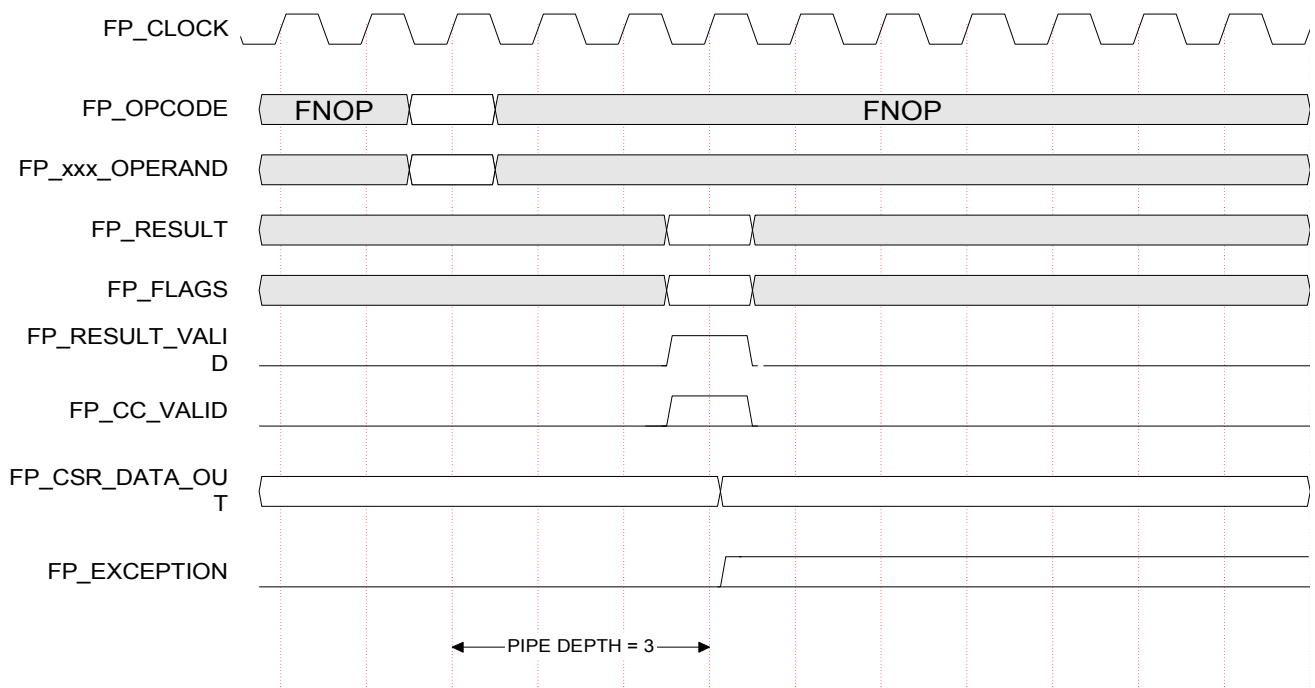 FP_CLOCK
FP_OPCODE
FNOP
FNOP
FP_xxx_OPERAND
FP_RESULT
FP_FLAGS
FP_RESULT_VALI
D
FP_CC_VALID
FP_CSR_DATA_OU
T
FP_EXCEPTION
PIPE DEPTH = 3